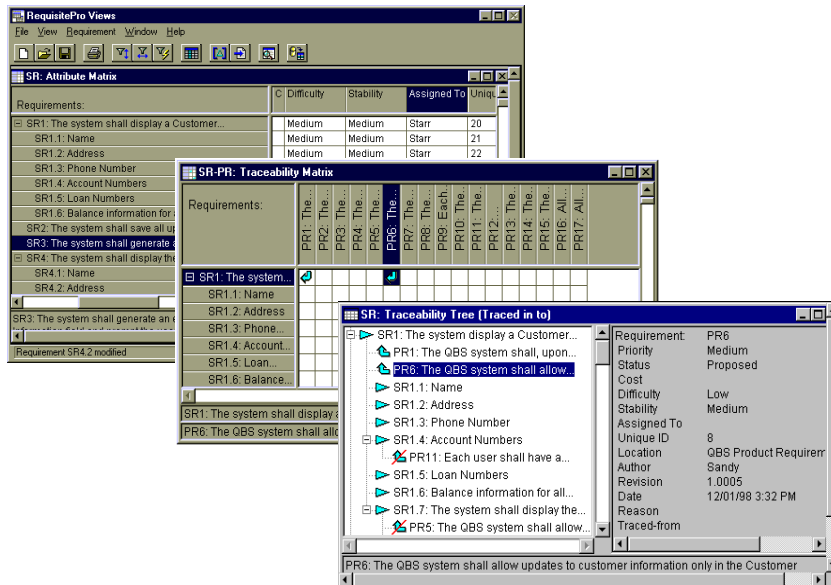 RequisitePro Views
File View Requirement Window Help
SR: Attribute Matrix
Requirements:
C Difficulty Stability Assigned To Uniqu
SR1: The system shall display a Customer... Medium Medium Starr 20
SR1.1: Name Medium Medium Starr 21
SR1.2: Address Medium Medium Starr 22
SR1.3: Phone Number
SR1.4: Account Numbers
SR1.5: Loan Numbers
SR1.6: Balance information for
SR2: The system shall save all up
SR3: The system shall generate
SR4: The system shall display the
SR4.1: Name
SR4.2: Address
SR3: The system shall generate an
Requirement SR4.2 modified
SR-PR: Traceability Matrix
Requirements:
PR1: The...
PR2: The...
PR3: The...
PR4: The...
PR5: The...
PR6: The...
PR7: The...
PR8: The...
PR9: Each...
PR10: The...
PR11: The...
PR12:...
PR13: The...
PR14: The...
PR15: The...
PR16: All...
PR17: All...
SR1: The system...
SR1.1: Name
SR1.2: Address
SR1.3: Phone...
SR1.4: Account...
SR1.5: Loan...
SR1.6: Balance...
SR1: The system shall display
PR6: The QBS system shall
SR: Traceability Tree (Traced in to)
SR1: The system display a Customer...
PR1: The QBS system shall, upon...
PR6: The QBS system shall allow...
SR1.1: Name
SR1.2: Address
SR1.3: Phone Number
SR1.4: Account Numbers
PR11: Each user shall have a...
SR1.5: Loan Numbers
SR1.6: Balance information for all...
SR1.7: The system shall display the...
PR5: The QBS system shall allow...
Requirement PR6
Priority Medium
Status Proposed
Cost
Difficulty Low
Stability Medium
Assigned To
Unique ID 8
Location QBS Product Requirem
Author Sandy
Revision 1.0005
Date 12/01/98 3:32 PM
Reason
Traced-from
PR6: The QBS system shall allow updates to customer information only in the Customer